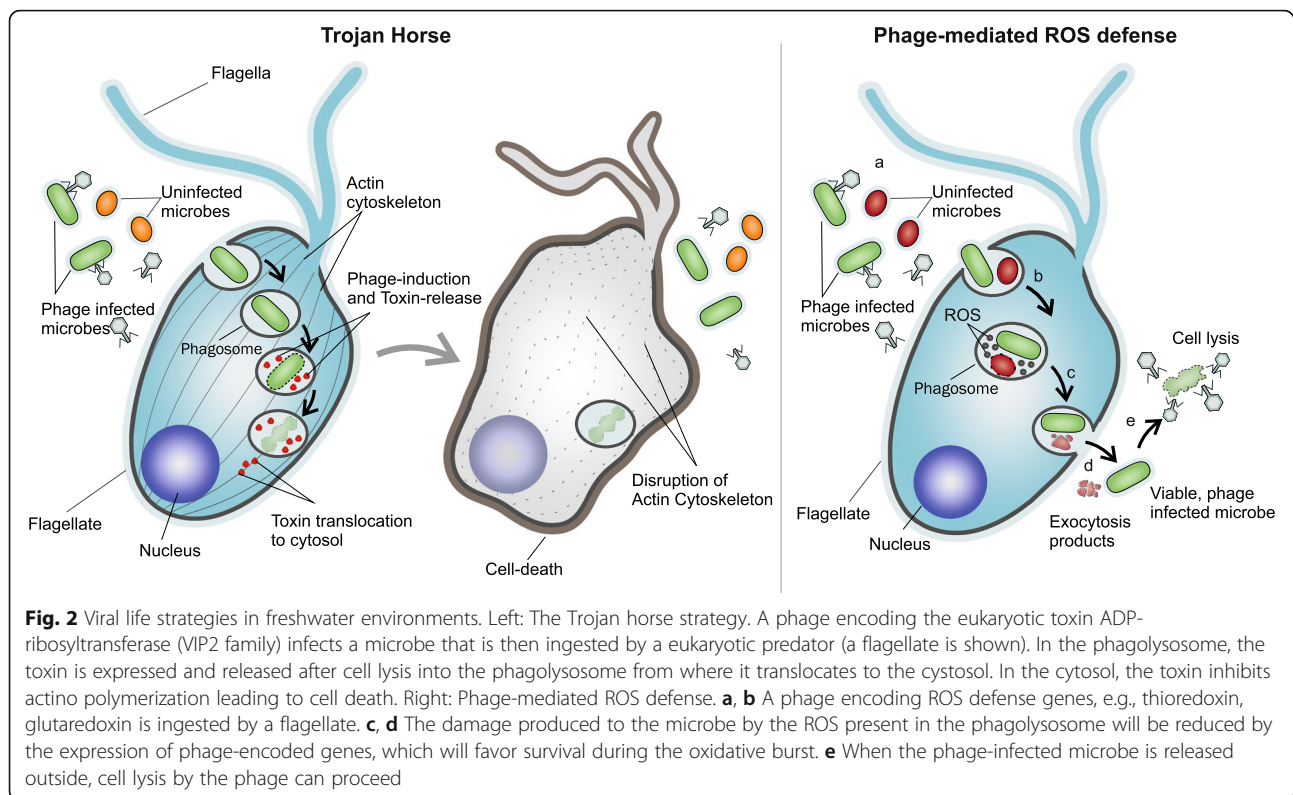 Trojan Horse
Flagella
Uninfected
microbes
Actin
cytoskeleton
Phage-induction
and Toxin-release
Phage infected
microbes
Phagosome
Flagellate
Nucleus
Toxin translocation
to cytosol
Disruption of
Actin Cytoskeleton
Cell-death
Phage-mediated ROS defense
a
Uninfected
microbes
Phage infected
microbes
b
ROS
Phagosome
c
Cell lysis
e
d
Viable, phage
infected microbe
Exocytosis
products
Flagellate
Nucleus
Fig. 2 Viral life strategies in freshwater environments. Left: The Trojan horse strategy. A phage encoding the eukaryotic toxin ADP-
ribosyltransferase (VIP2 family) infects a microbe that is then ingested by a eukaryotic predator (a flagellate is shown). In the phagolysosome, the
toxin is expressed and released after cell lysis into the phagolysosome from where it translocates to the cystosol. In the cytosol, the toxin inhibits
actino polymerization leading to cell death. Right: Phage-mediated ROS defense. a, b A phage encoding ROS defense genes, e.g., thioredoxin,
glutaredoxin is ingested by a flagellate. c, d The damage produced to the microbe by the ROS present in the phagolysosome will be reduced by
the expression of phage-encoded genes, which will favor survival during the oxidative burst. e When the phage-infected microbe is released
outside, cell lysis by the phage can proceed